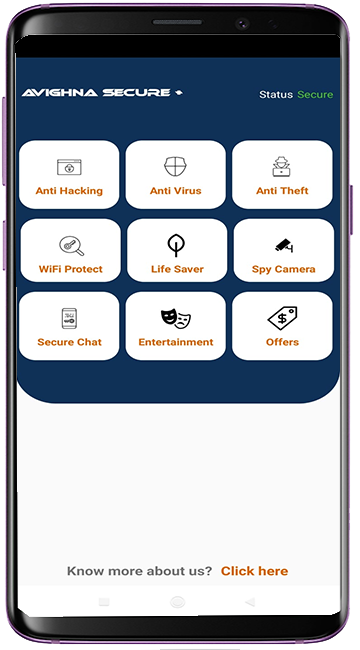 AVIGHNA SECURE
Status Secure
Anti Hacking
Anti Virus
Anti Theft
WiFi Protect
Life Saver
Spy Camera
Secure Chat
Entertainment
Offers
Know more about us? Click here